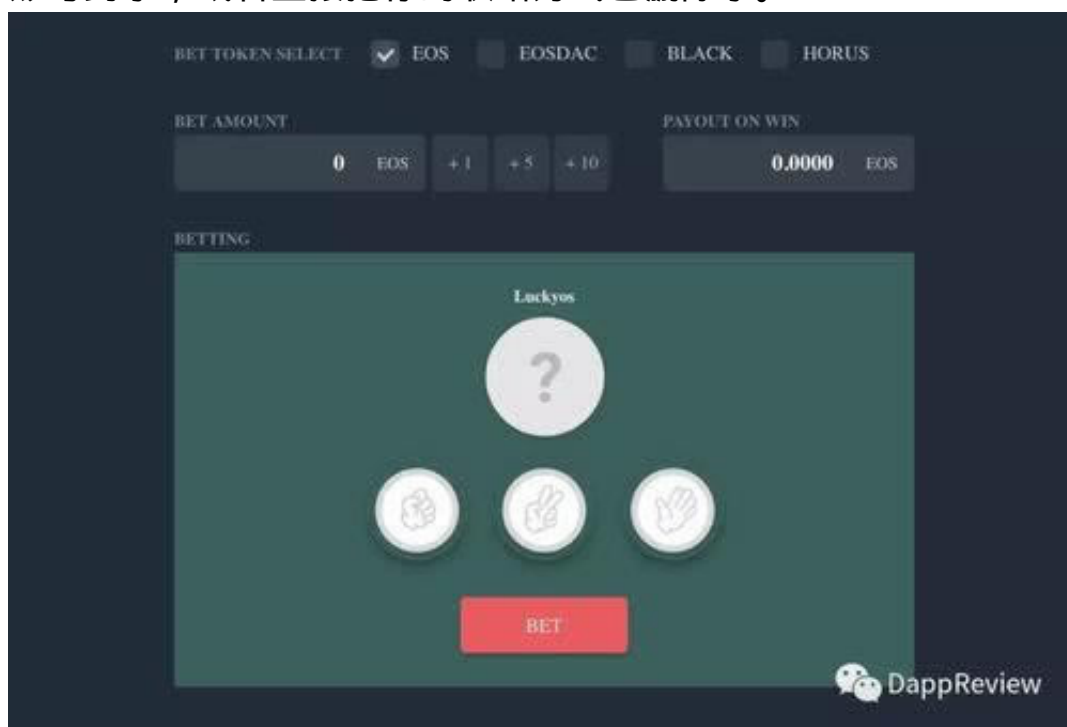 BET TOKEN SELECT EOS EOSDAC BLACK HORUS
BET AMOUNT PAYOUT ON WIN
0 EOS + 1 + 5 + 10 0.0000 EOS
BETTING
Luckyos
?
BET
DappReview